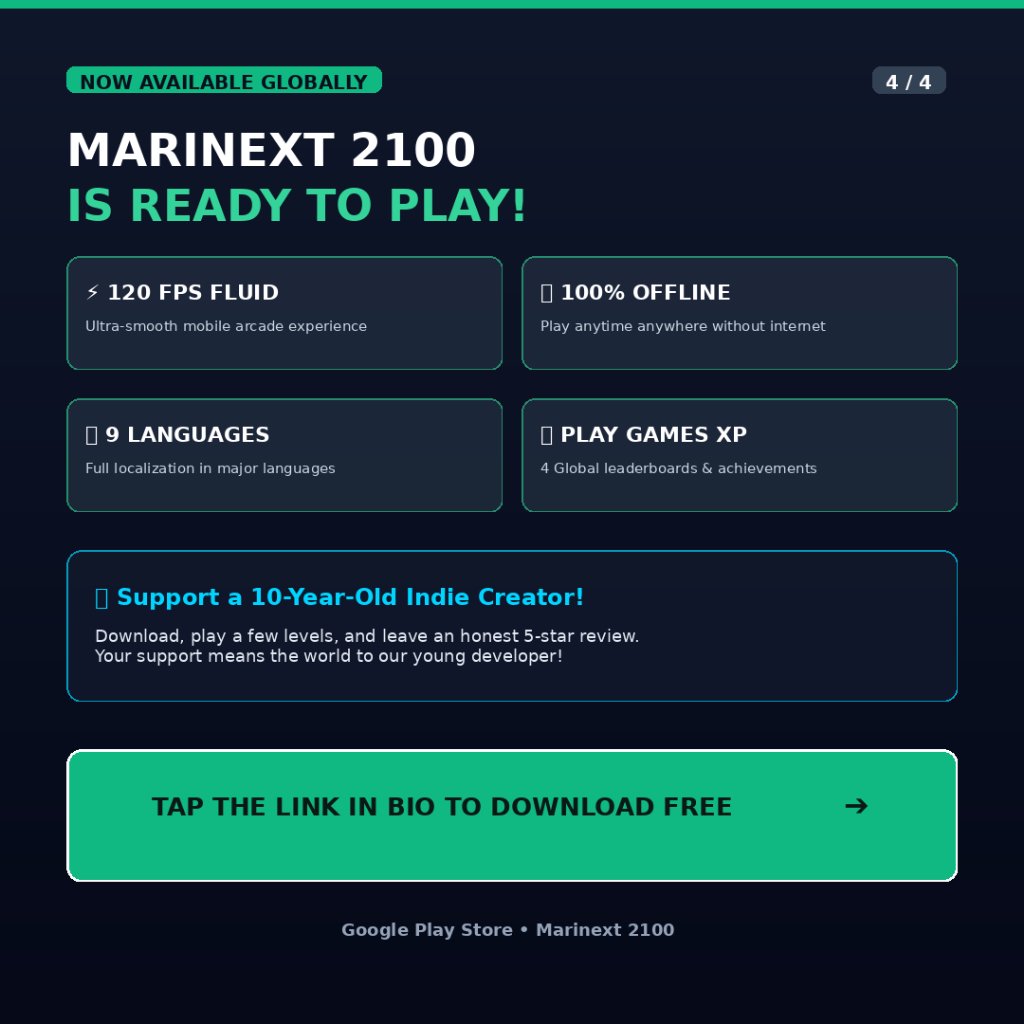 NOW AVAILABLE GLOBALLY
4 / 4
MARINEXT 2100
IS READY TO PLAY!
⚡ 120 FPS FLUID
Ultra-smooth mobile arcade experience
▯ 100% OFFLINE
Play anytime anywhere without internet
▯ 9 LANGUAGES
Full localization in major languages
▯ PLAY GAMES XP
4 Global leaderboards & achievements
▯ Support a 10-Year-Old Indie Creator!
Download, play a few levels, and leave an honest 5-star review.
Your support means the world to our young developer!
TAP THE LINK IN BIO TO DOWNLOAD FREE ➔
Google Play Store • Marinext 2100